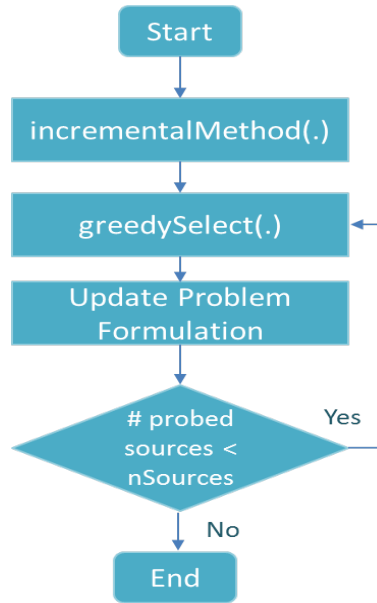 Start
incrementalMethod(.)
greedySelect(.)
Update Problem
Formulation
# probed
sources <
nSources
Yes
No
End